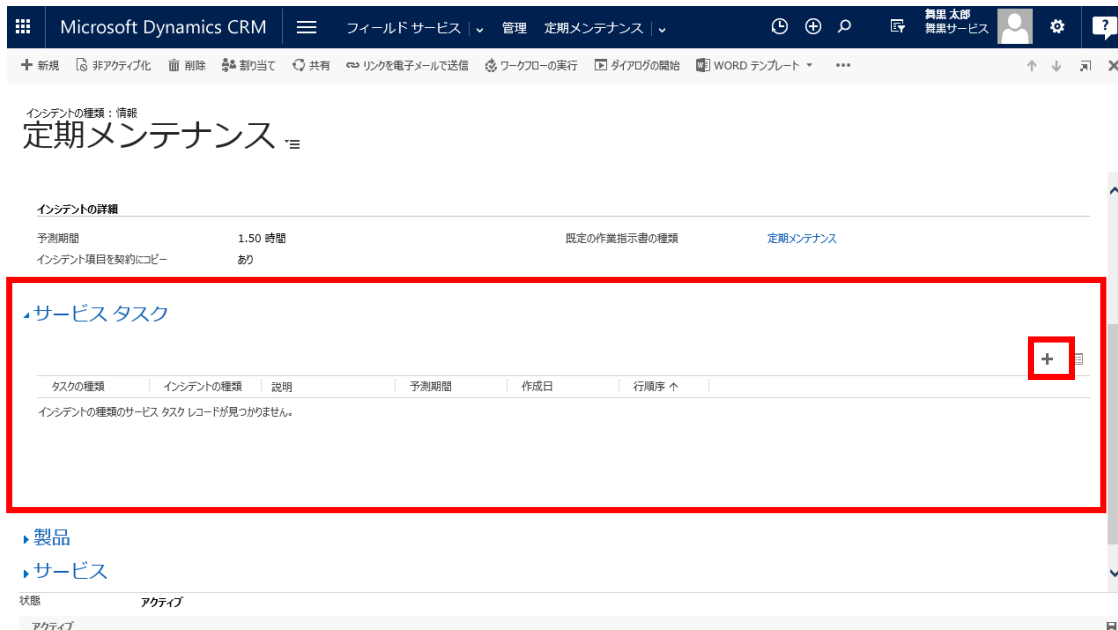 Microsoft Dynamics CRM フィールド サービス 管理 定期メンテナンス 舞黒 太郎
舞黒サービス
新規 非アクティブ化 削除 割り当て 共有 リンクを電子メールで送信 ワークフローの実行 ダイアログの開始 WORD テンプレート
インシデントの種類 : 情報
定期メンテナンス
インシデントの詳細
予測期間 1.50 時間 既定の作業指示書の種類 定期メンテナンス
インシデント項目を契約にコピー あり
サービス タスク
タスクの種類 インシデントの種類 説明 予測期間 作成日 行順序
インシデントの種類のサービス タスク レコードが見つかりません。
製品
サービス
状態 アクティブ
アクティブ